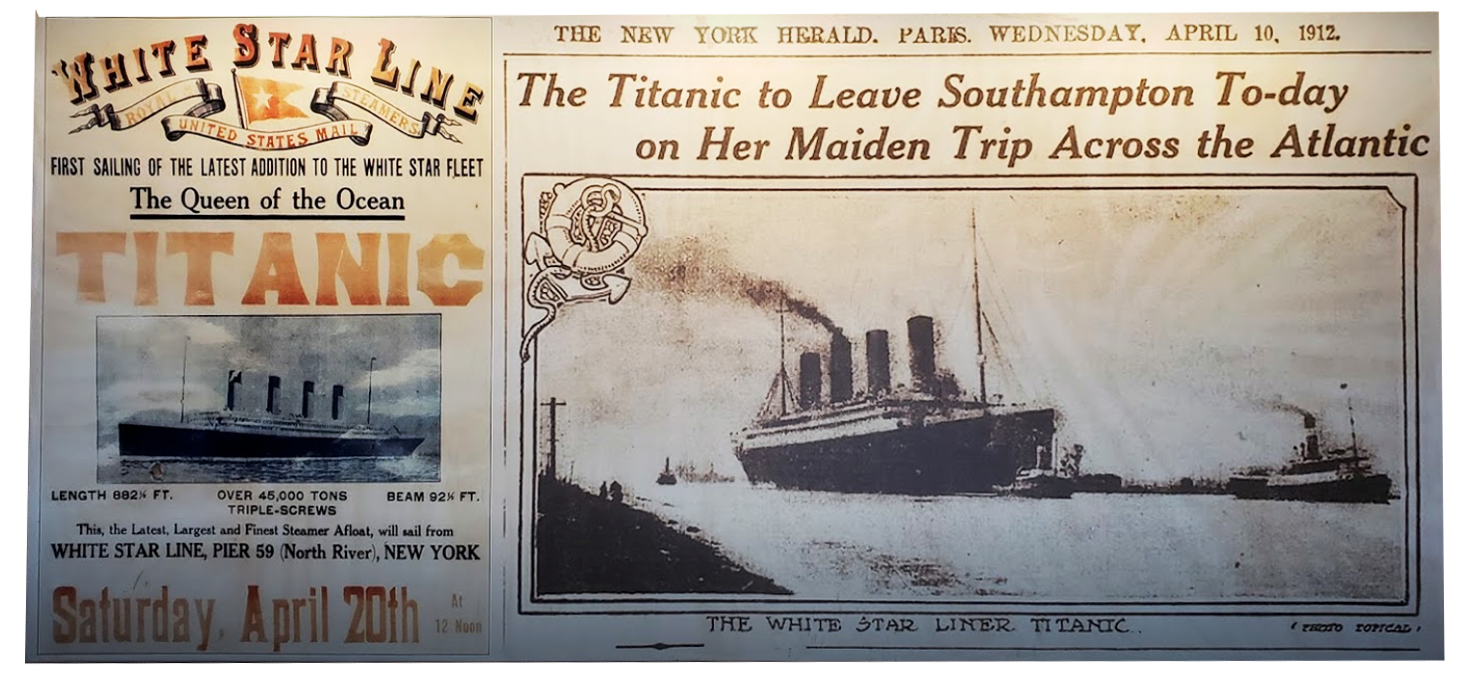 WHITE STAR LINE
ROYAL STEAMERS
UNITED STATES MAIL
FIRST SAILING OF THE LATEST ADDITION TO THE WHITE STAR FLEET
The Queen of the Ocean
TITANIC
LENGTH 882½ FT. OVER 45,000 TONS BEAM 92½ FT.
TRIPLE-SCREWS
This, the Latest, Largest and Finest Steamer Afloat, will sail from
WHITE STAR LINE, PIER 59 (North River), NEW YORK
Saturday, April 20th At
12 Noon
THE NEW YORK HERALD. PARIS. WEDNESDAY, APRIL 10, 1912.
The Titanic to Leave Southampton To-day
on Her Maiden Trip Across the Atlantic
THE WHITE STAR LINER TITANIC.
(PHOTO TOPICAL)